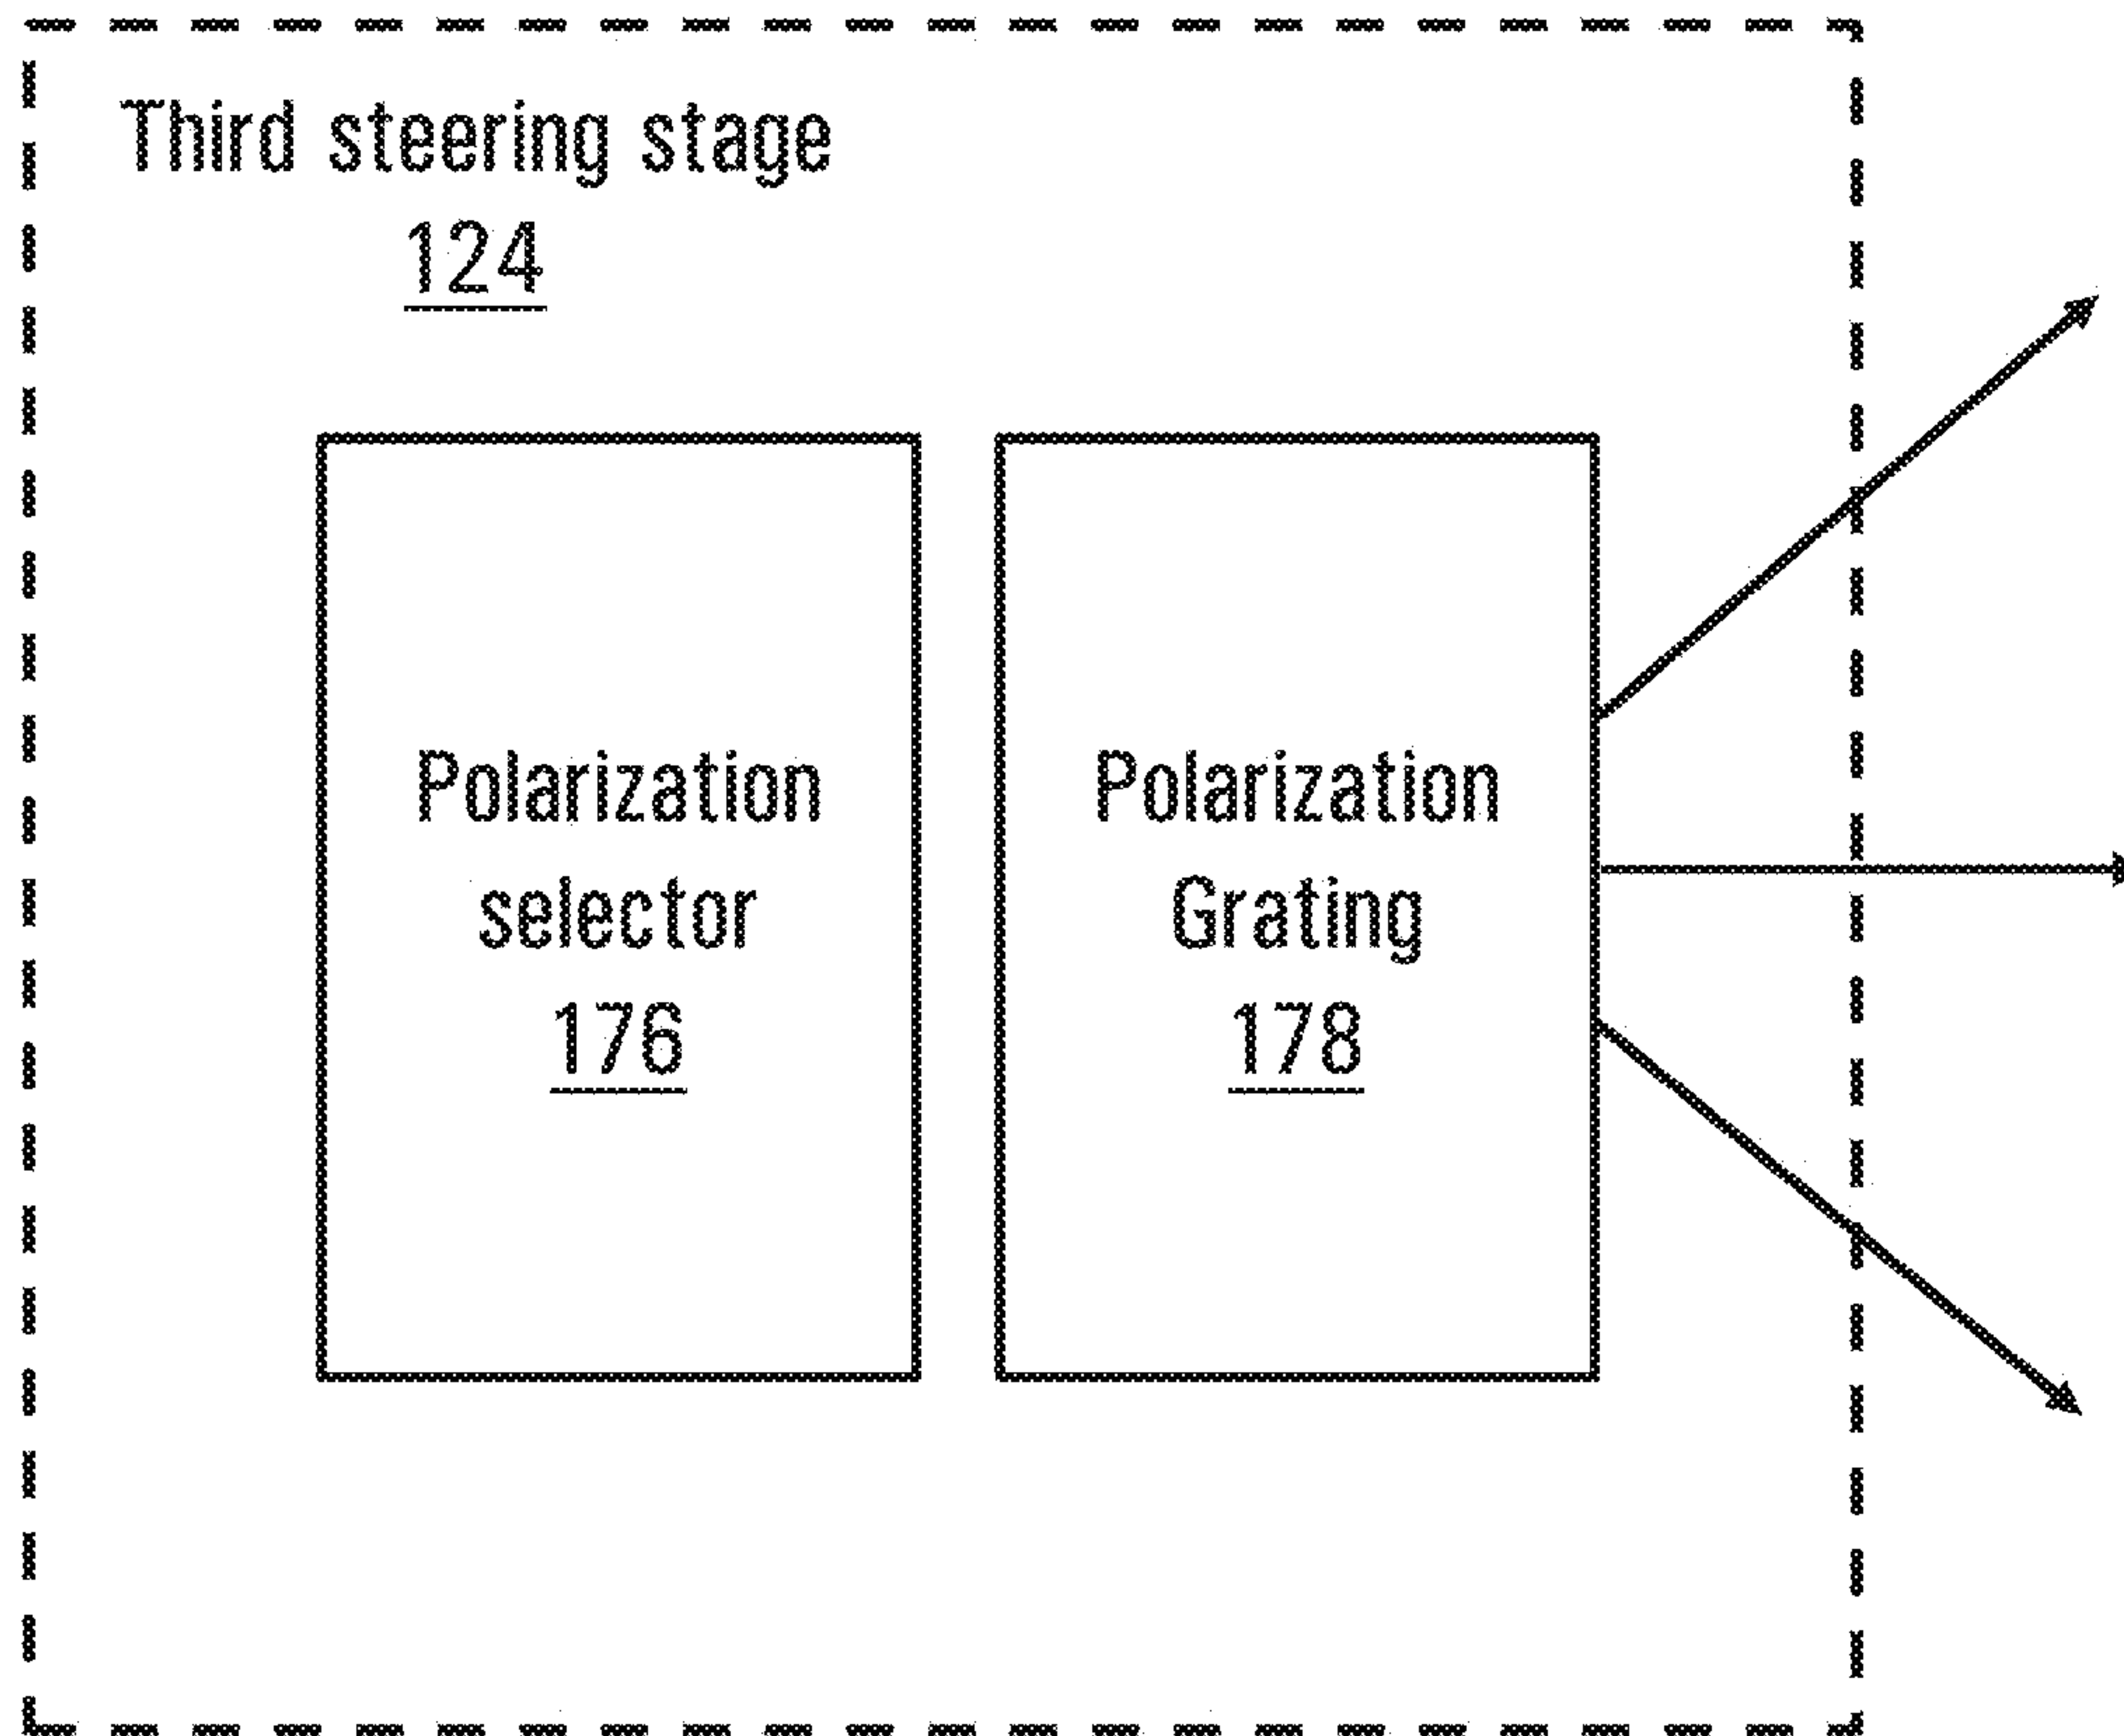 Third steering stage
124
Polarization
selector
176
Polarization
Grating
178